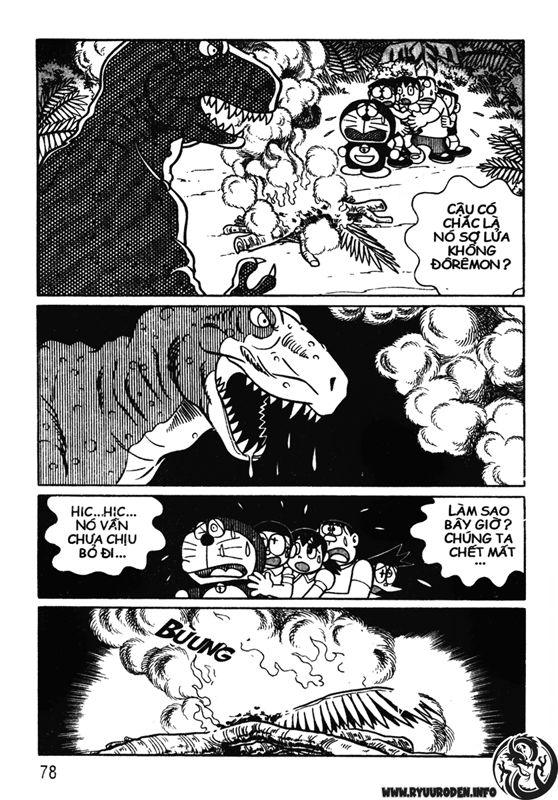 CẬU CÓ
CHẮC LÀ
NÓ SỢ LỬA
KHÔNG
ĐÔRÊMON?
HIC...HIC...
NÓ VẪN
CHƯA CHỊU
BỎ ĐI...
LÀM SAO
BÂY GIỜ?
CHÚNG TA
CHẾT MẤT
...
BUUNG
78
WWW.RYUURODEN.INFO